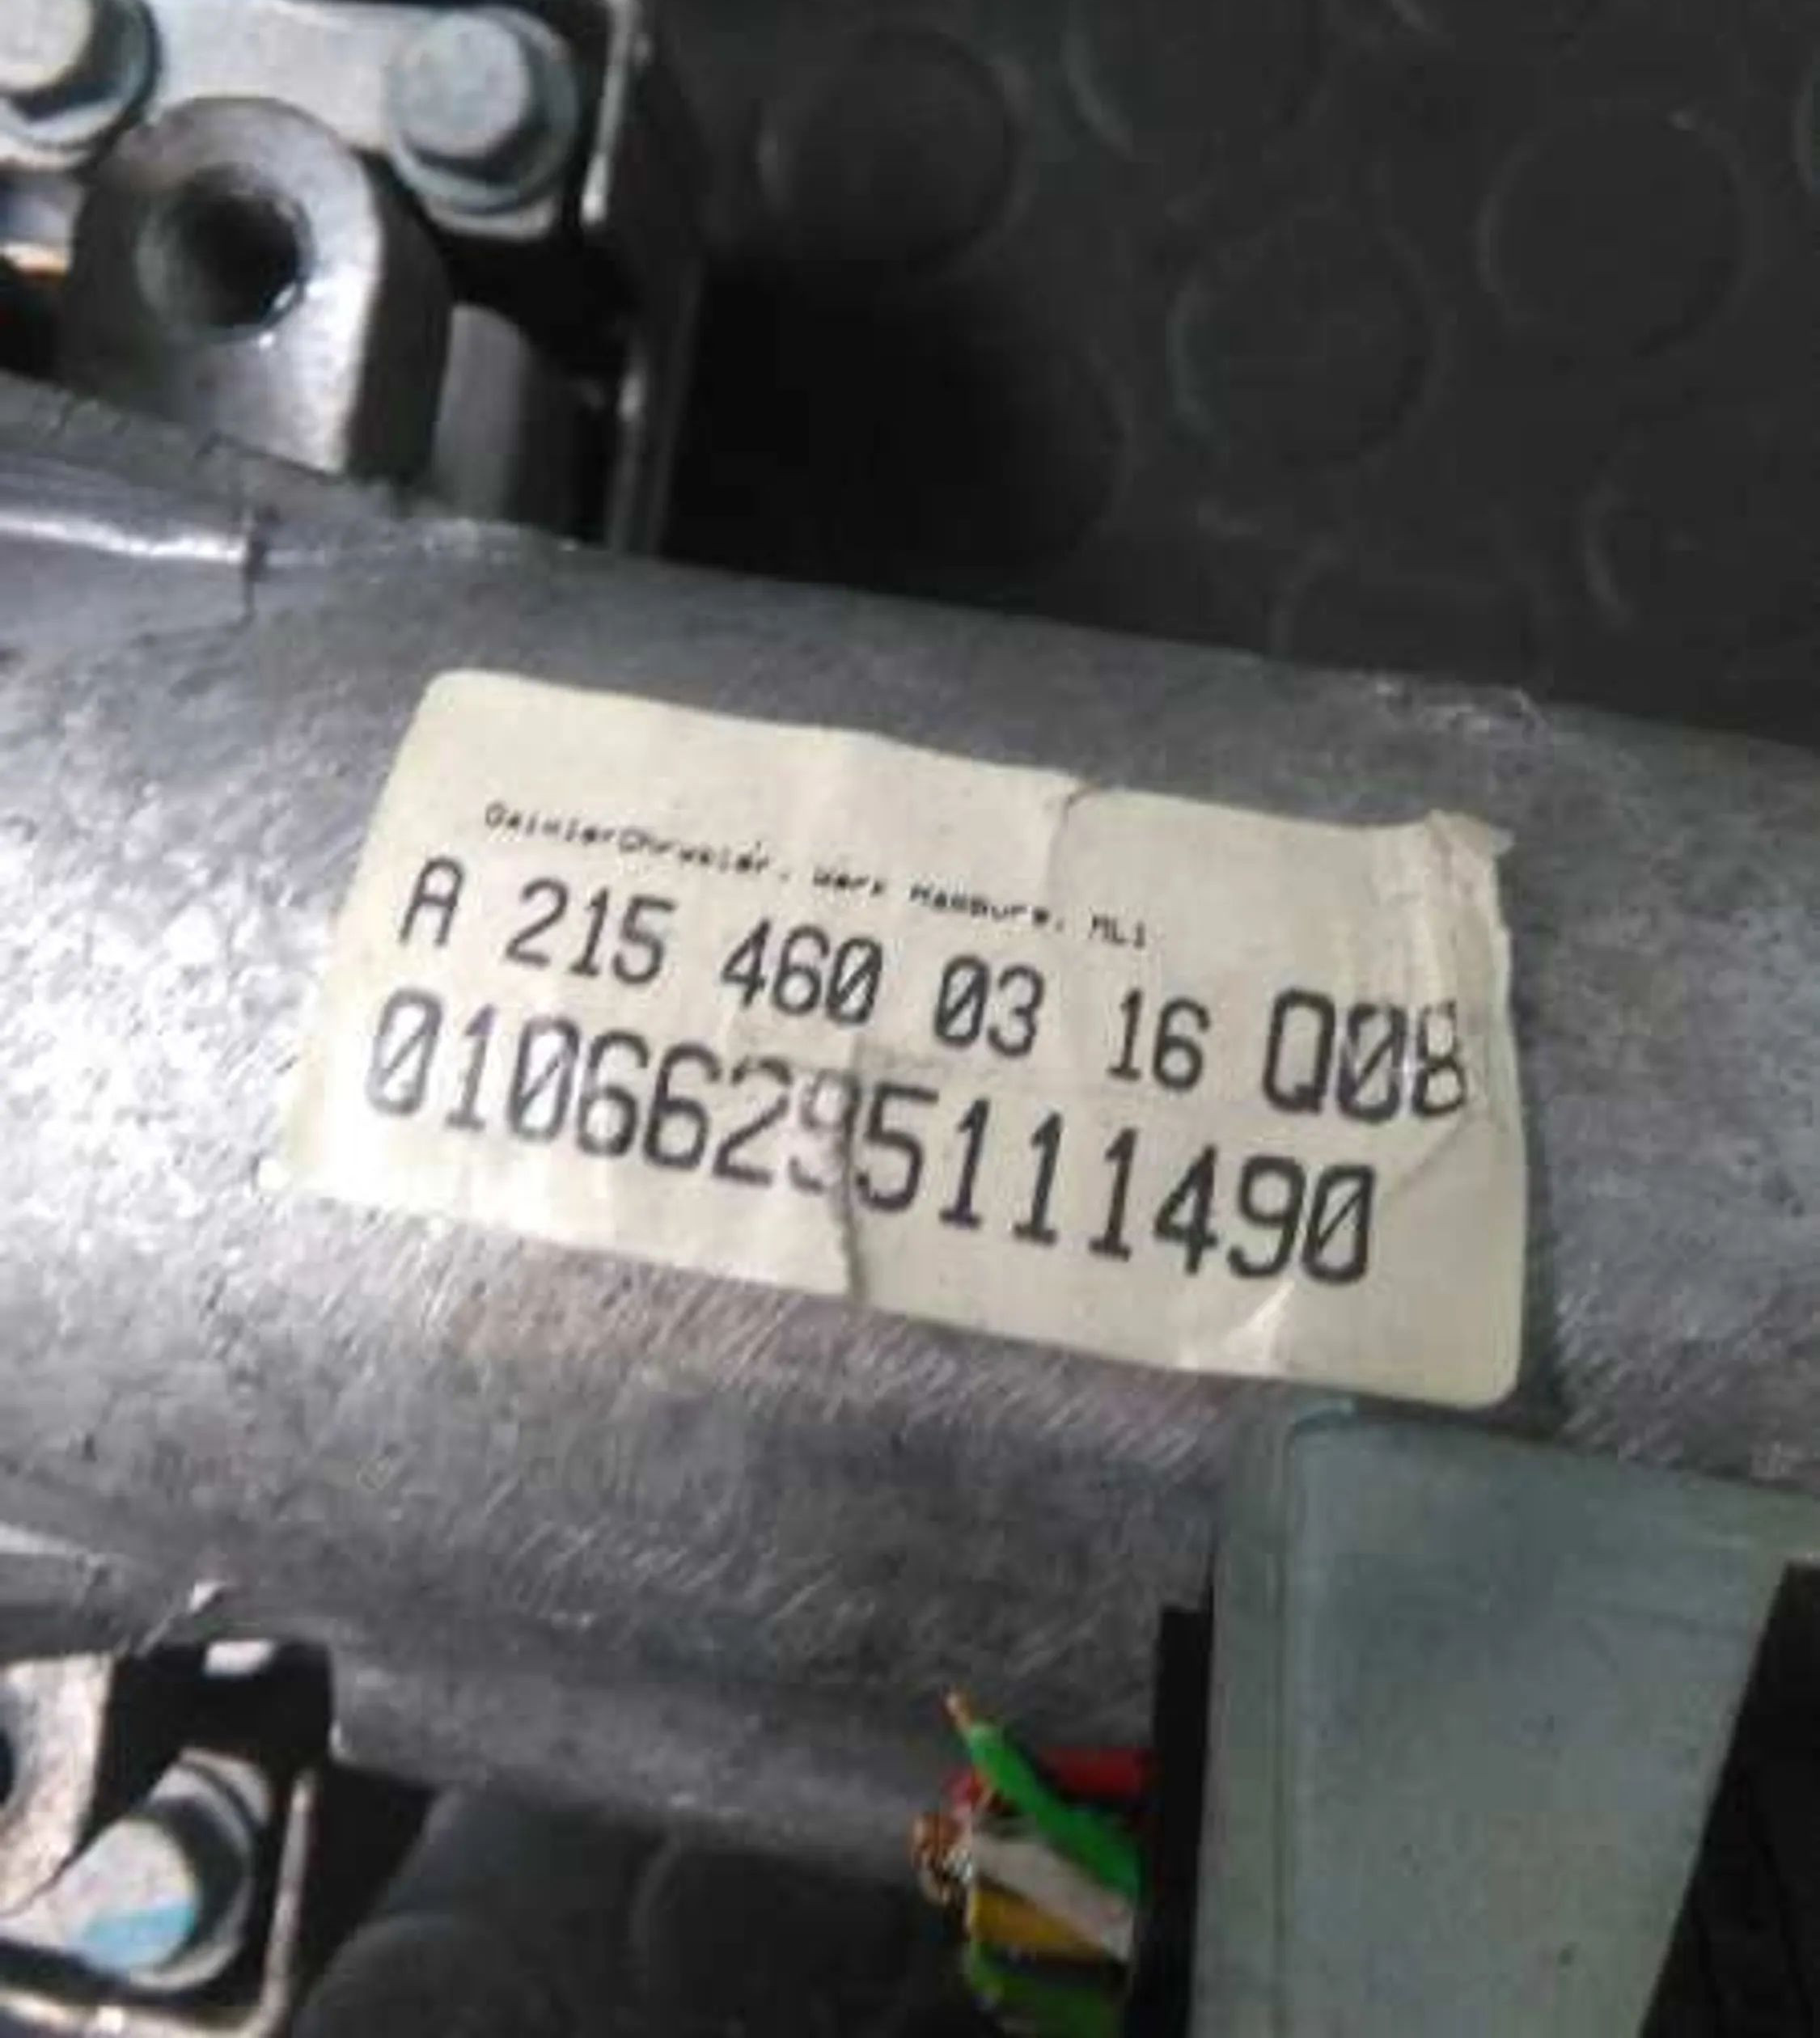 DaimlerChrysler, Werk Hamburg, ML1
A 215 460 03 16 Q08
01066295111490